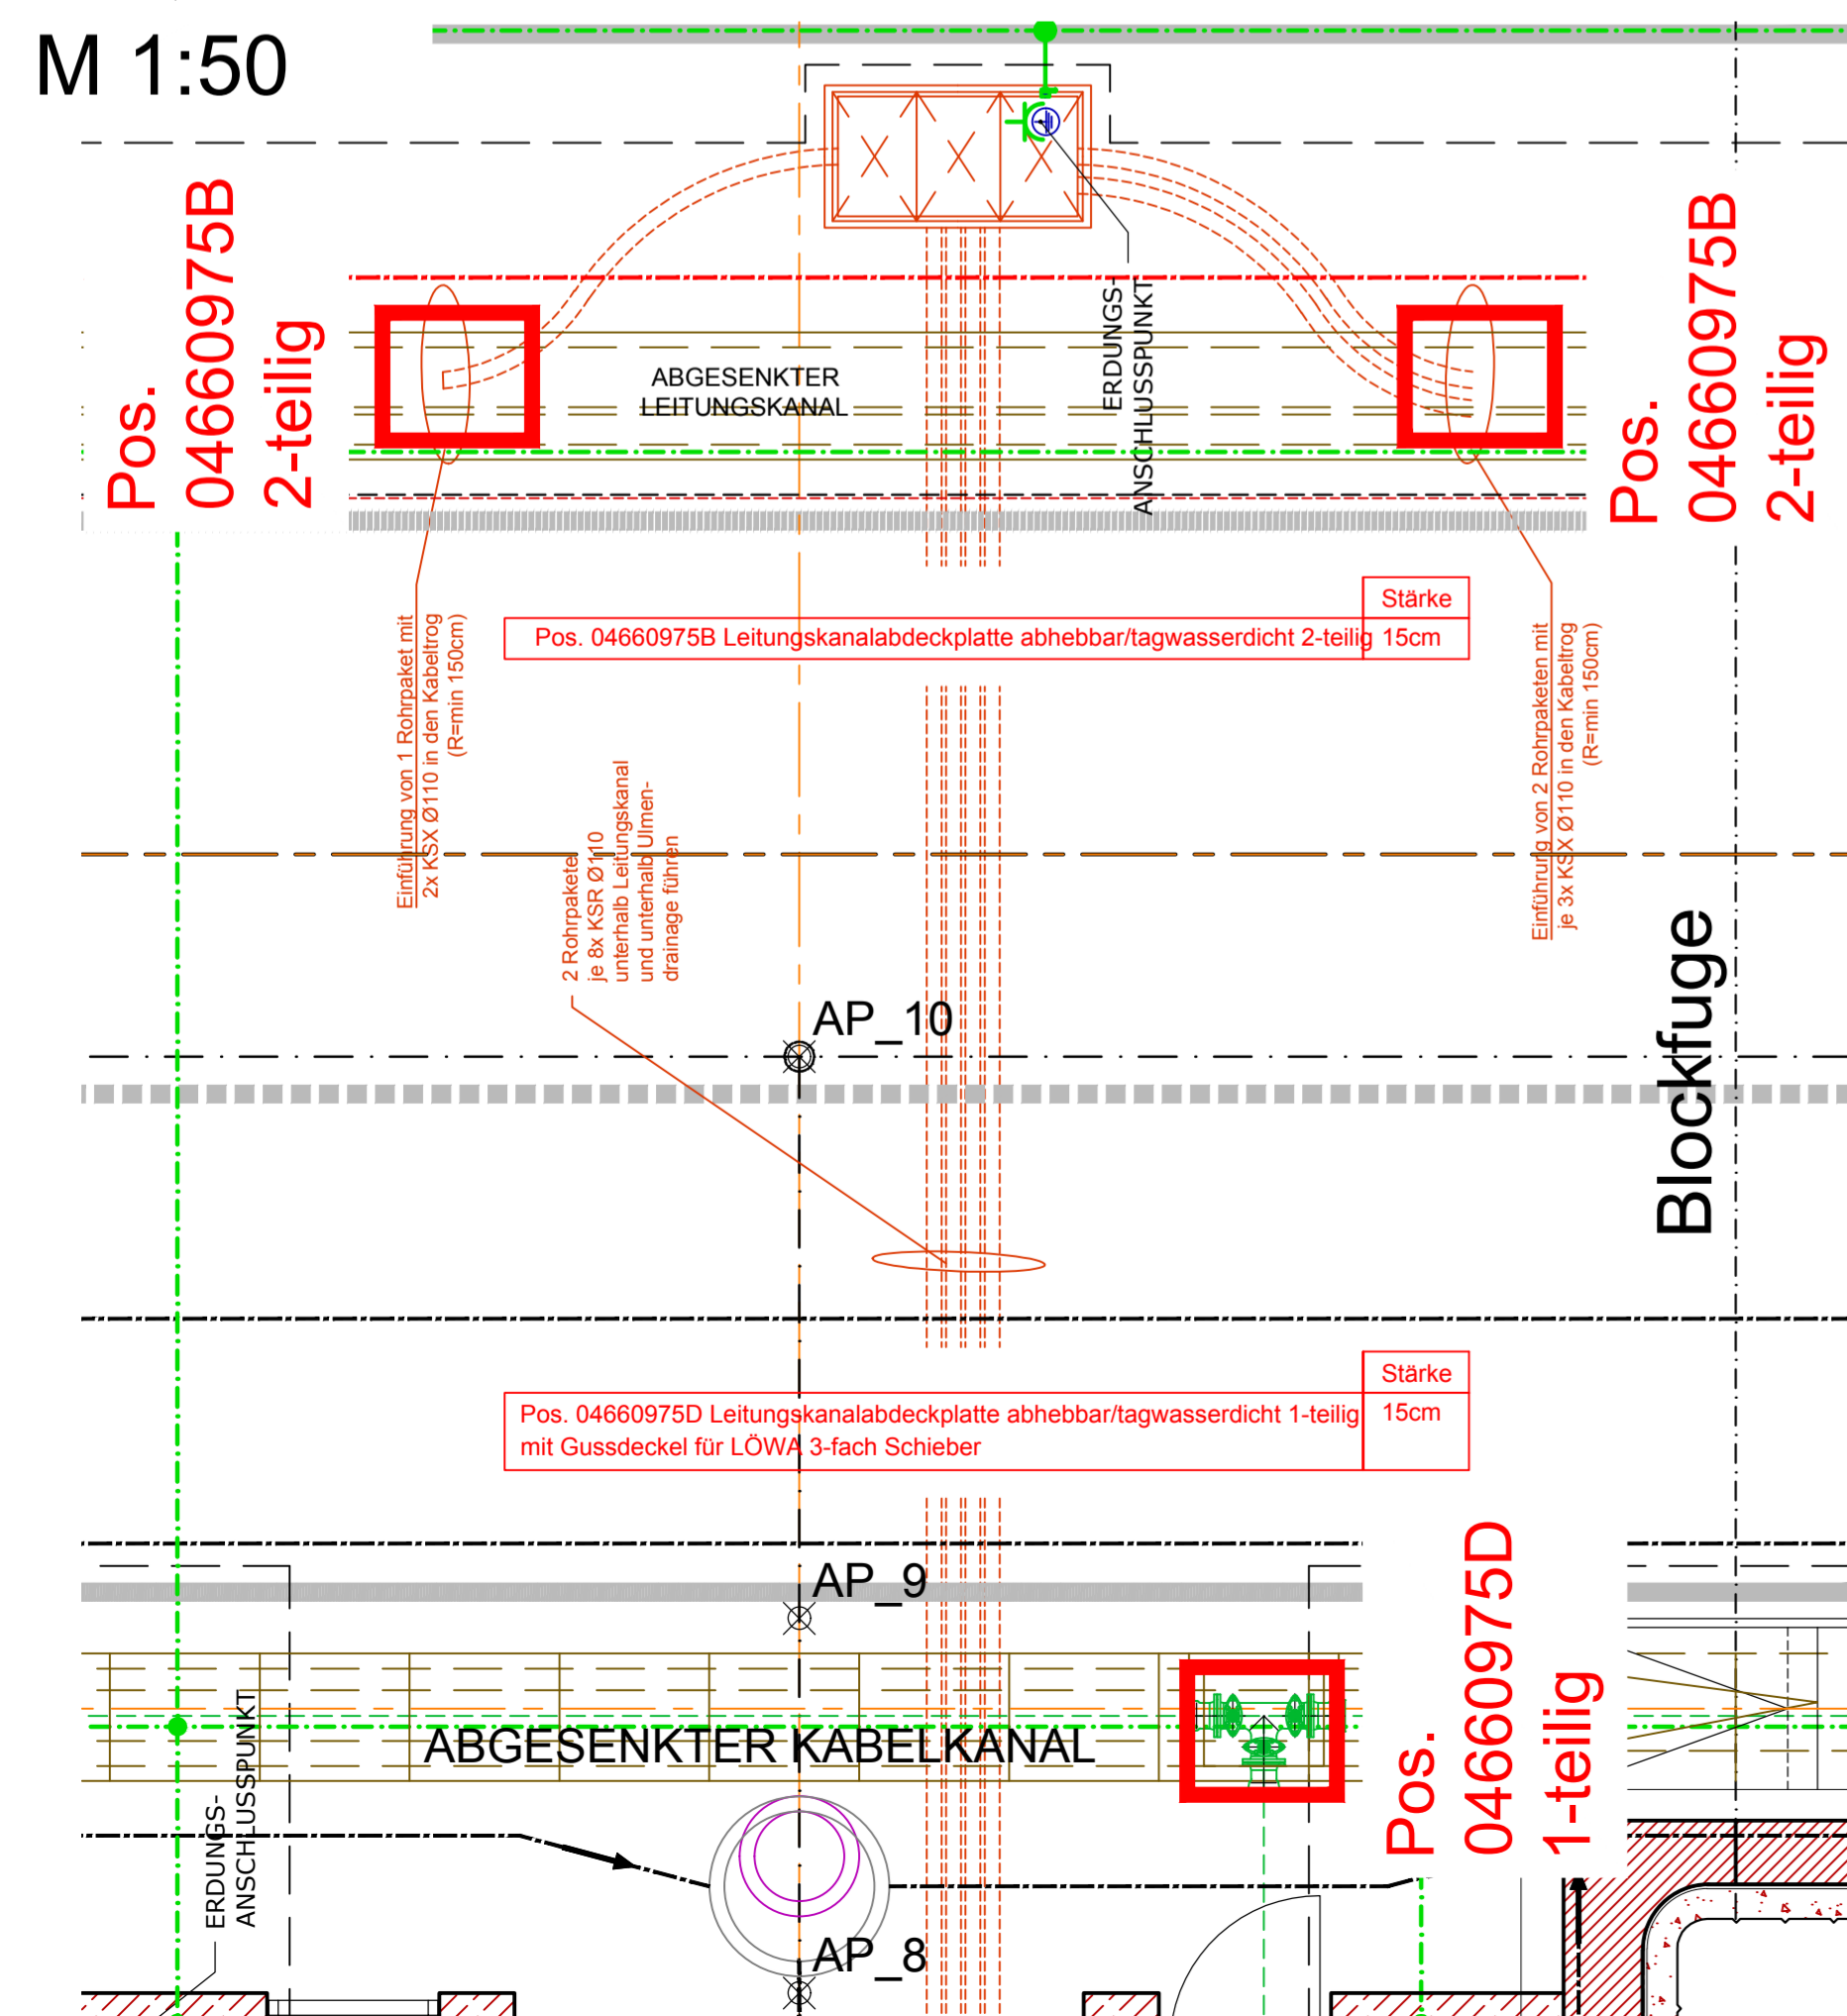 M 1:50
Pos.
04660975B
2-teilig
Pos.
04660975B
2-teilig
ABGESENKTER
LEITUNGSKANAL
ERDUNGS-
ANSCHLUSSPUNKT
Stärke
Pos. 04660975B Leitungskanalabdeckplatte abhebbar/tagwasserdicht 2-teilig
15cm
Einführung von 1 Rohrpaket mit
2x KSX Ø110 in den Kabeltrog
(R=min 150cm)
Einführung von 2 Rohrpaketen mit
je 3x KSX Ø110 in den Kabeltrog
(R=min 150cm)
2 Rohrpakete
je 8x KSR Ø110
unterhalb Leitungskanal
und unterhalb Ulmen-
drainage führen
AP_10
Blockfuge
Stärke
Pos. 04660975D Leitungskanalabdeckplatte abhebbar/tagwasserdicht 1-teilig
mit Gussdeckel für LÖWA 3-fach Schieber
15cm
AP_9
Pos.
04660975D
1-teilig
ABGESENKTER KABELKANAL
ERDUNGS-
ANSCHLUSSPUNKT
AP_8